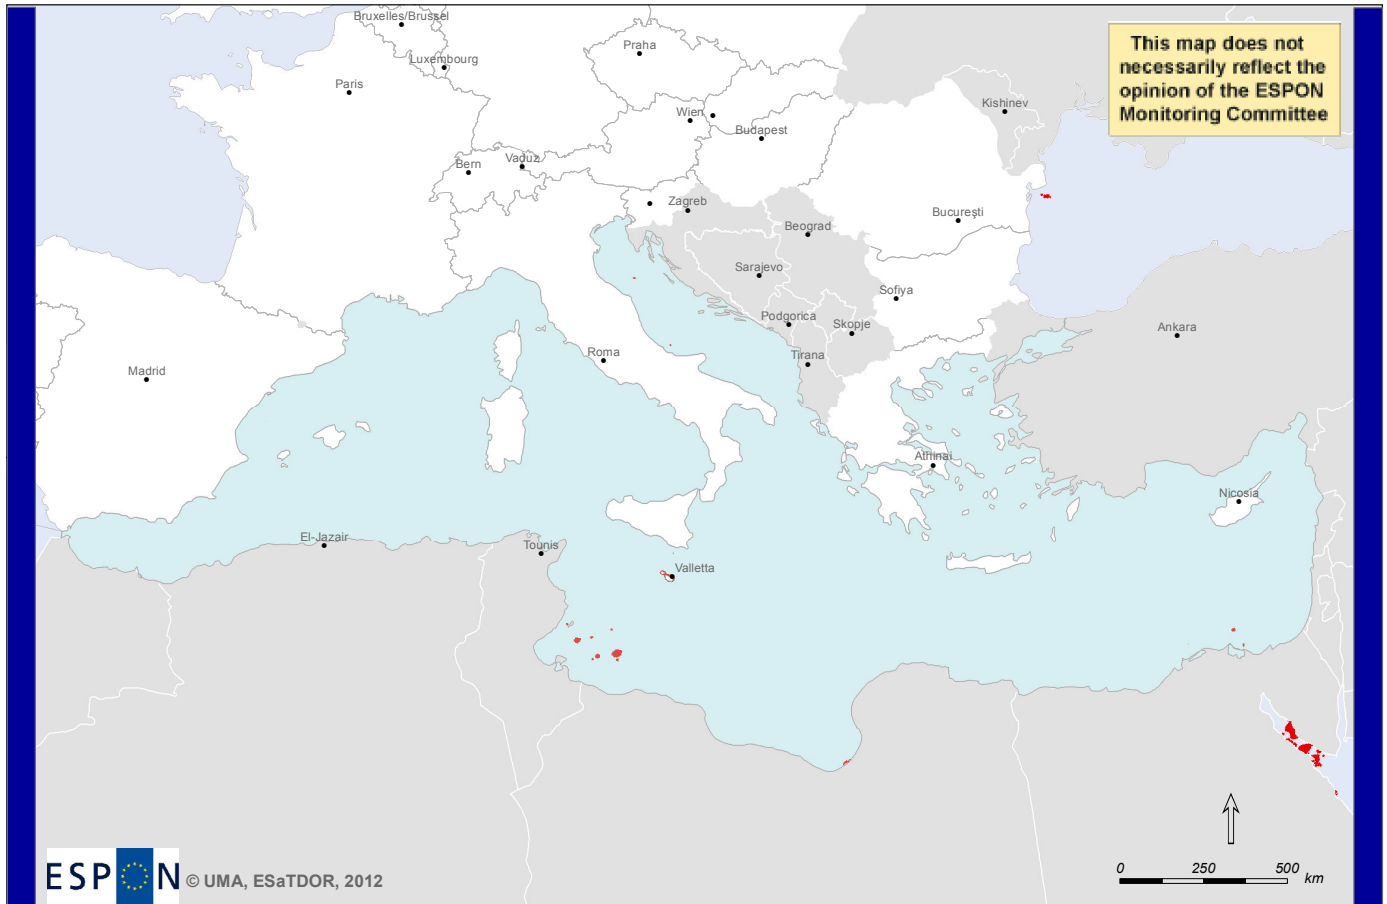 Bruxelles/Brussel
This map does not
necessarily reflect the
opinion of the ESPON
Monitoring Committee
Praha
Luxembourg
Paris
Kishinev
Wien
Budapest
Bern
Vaduz
Zagreb
Bucureşti
Beograd
Sarajevo
Sofiya
Podgorica
Skopje
Ankara
Roma
Tirana
Madrid
Athinai
Nicosia
El-Jazair
Tounis
Valletta
0 250 500
km
ESPON © UMA, ESaTDOR, 2012